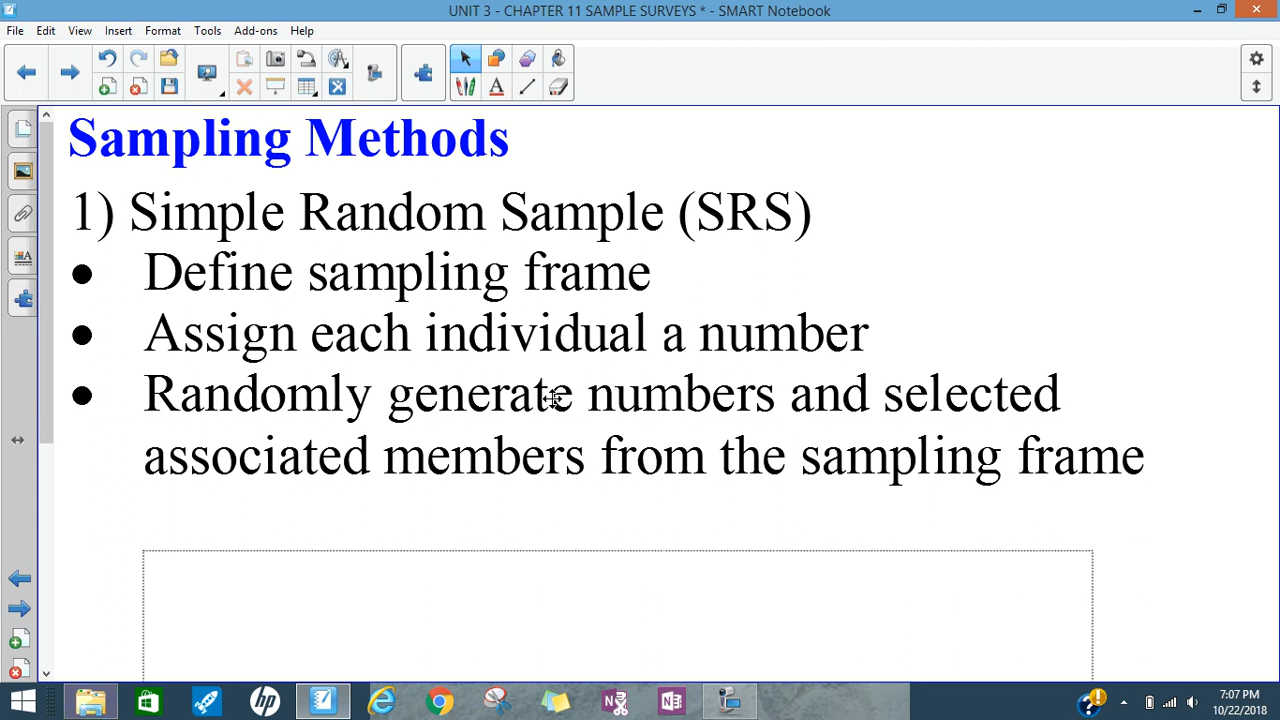 UNIT 3 - CHAPTER 11 SAMPLE SURVEYS * - SMART Notebook
File Edit View Insert Format Tools Add-ons Help
Sampling Methods
1) Simple Random Sample (SRS)
● Define sampling frame
● Assign each individual a number
● Randomly generate numbers and selected
associated members from the sampling frame
7:07 PM
10/22/2018